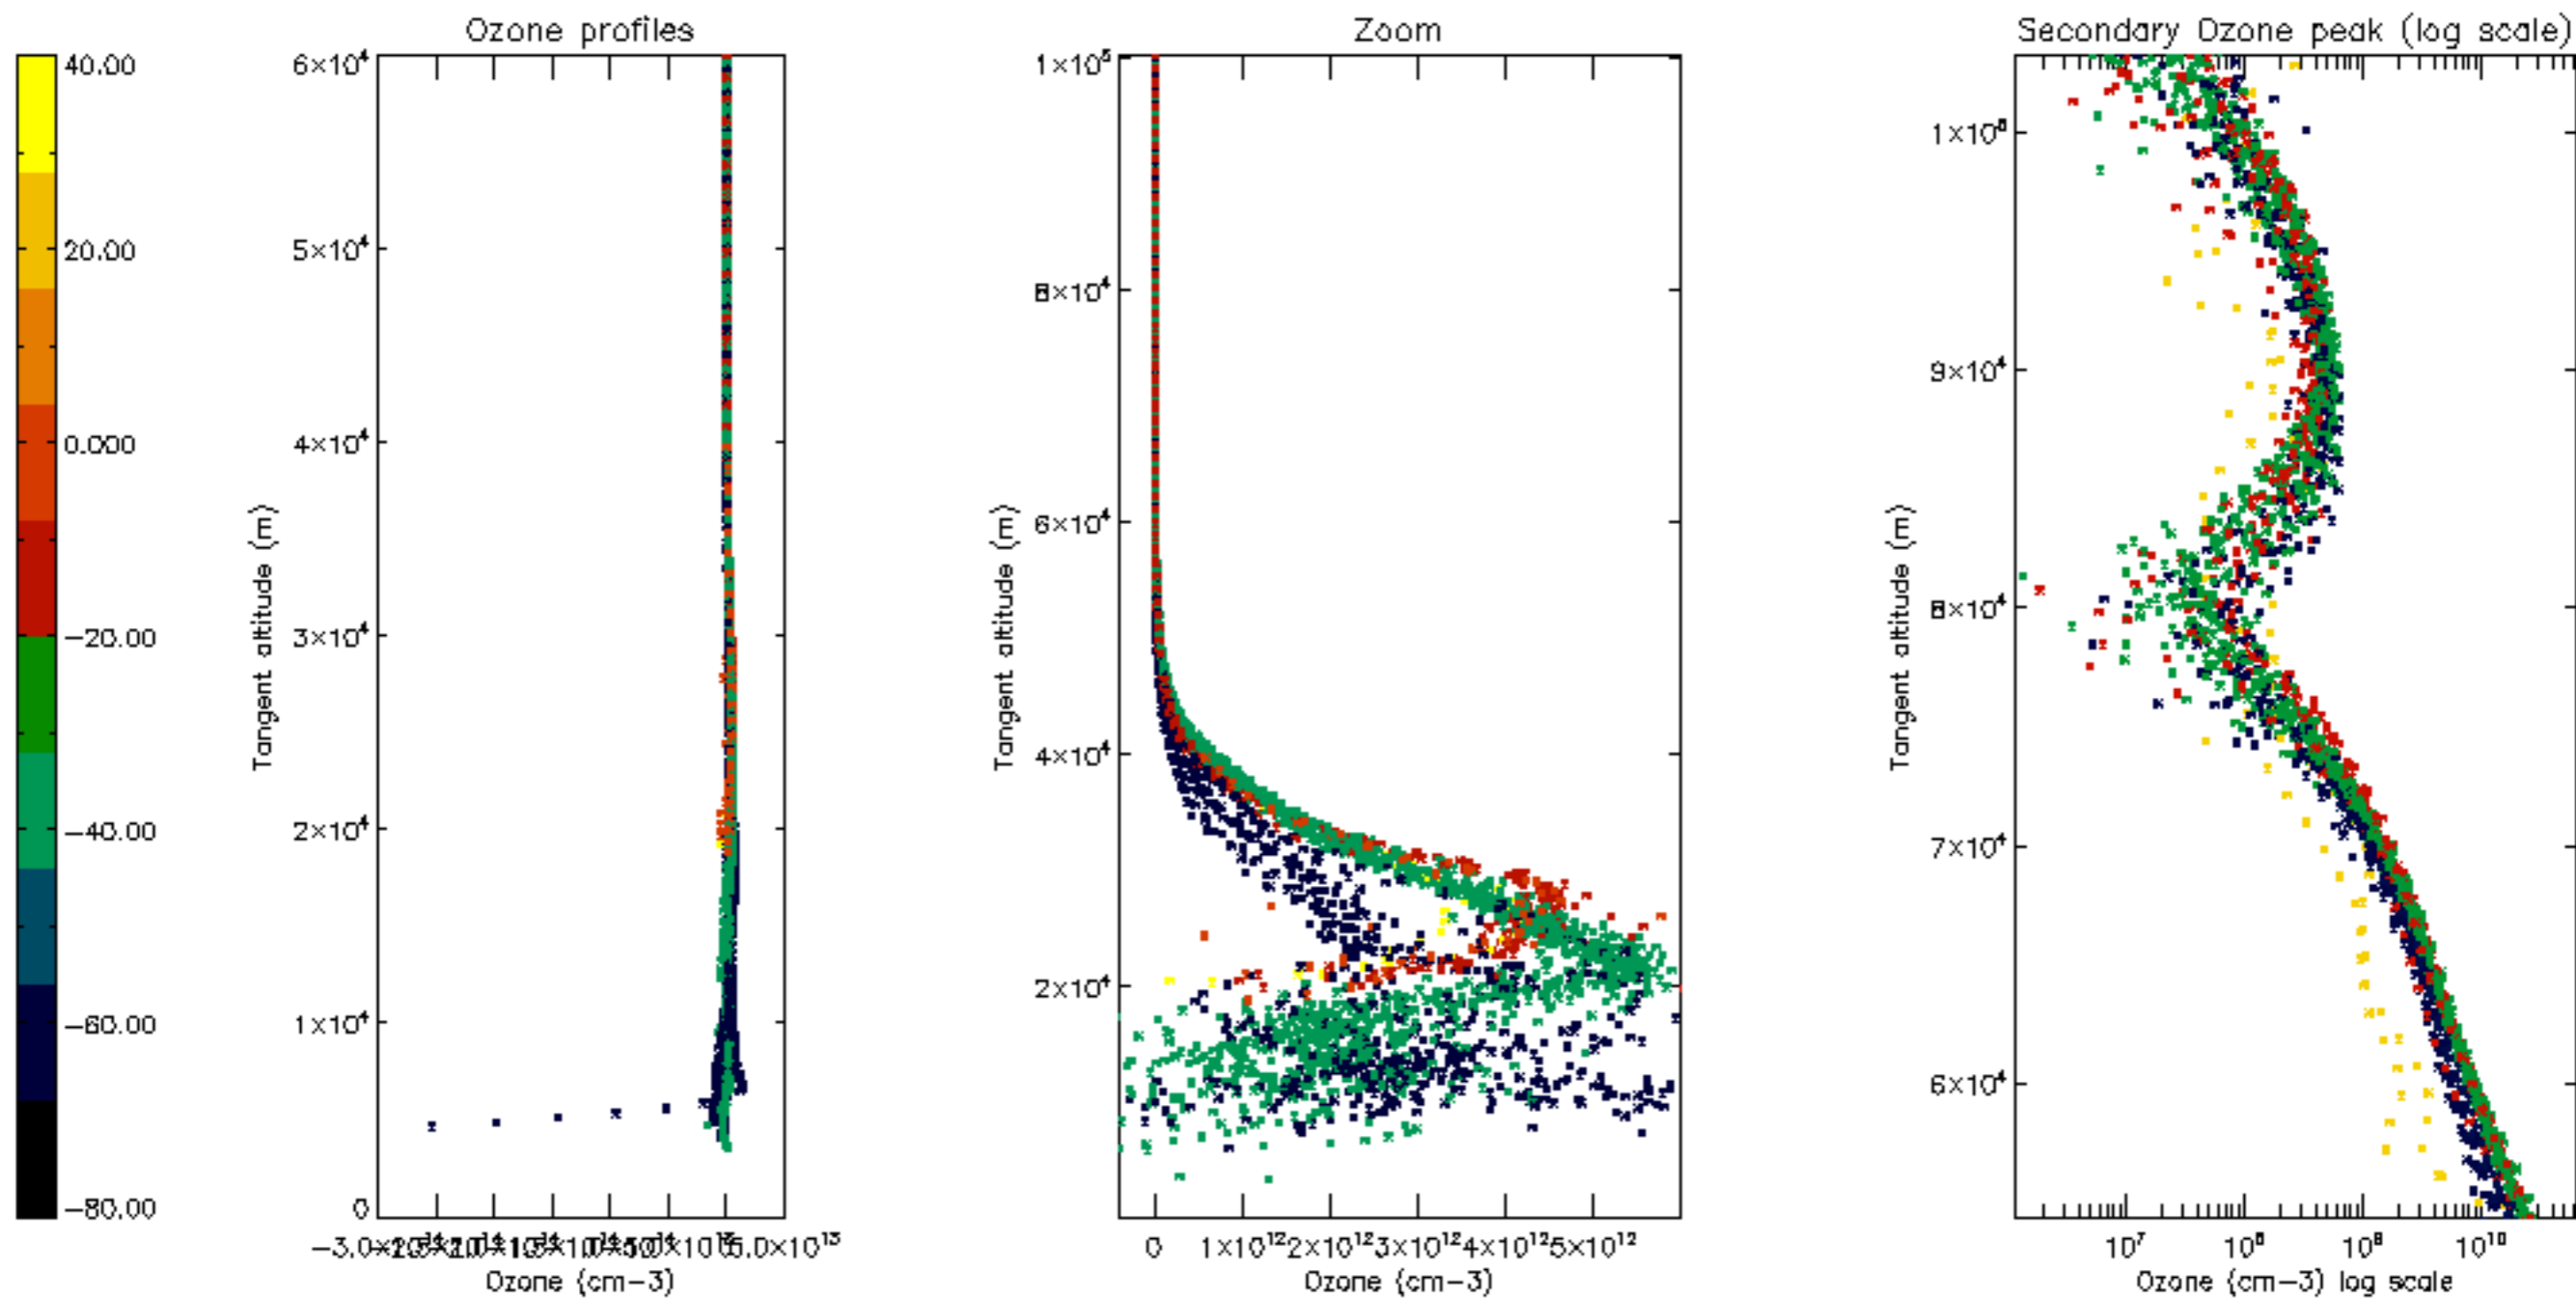 Ozone profiles
Zoom
Secondary Ozone peak (log scale)
40.00
20.00
0.000
−20.00
−40.00
−60.00
−80.00
Tangent altitude (m)
6×10⁴
5×10⁴
4×10⁴
3×10⁴
2×10⁴
1×10⁴
0
5.0×10¹³
Ozone (cm−3)
Tangent altitude (m)
1×10⁵
8×10⁴
6×10⁴
4×10⁴
2×10⁴
0 1×10¹² 2×10¹² 3×10¹² 4×10¹² 5×10¹²
Ozone (cm−3)
Tangent altitude (m)
1×10⁵
9×10⁴
8×10⁴
7×10⁴
6×10⁴
10⁷ 10⁸ 10⁹ 10¹⁰
Ozone (cm−3) log scale